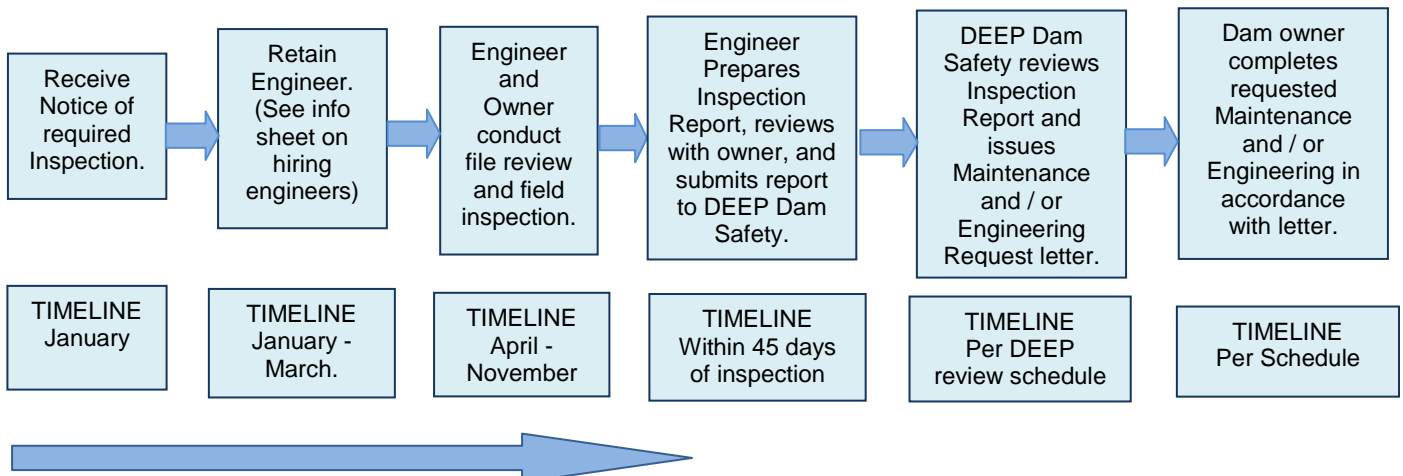 Receive
Notice of
required
Inspection.
Retain
Engineer.
(See info
sheet on
hiring
engineers)
Engineer
and
Owner
conduct
file review
and field
inspection.
Engineer
Prepares
Inspection
Report, reviews
with owner, and
submits report
to DEEP Dam
Safety.
DEEP Dam
Safety reviews
Inspection
Report and
issues
Maintenance
and / or
Engineering
Request letter.
Dam owner
completes
requested
Maintenance
and / or
Engineering in
accordance
with letter.
TIMELINE
January
TIMELINE
January -
March.
TIMELINE
April -
November
TIMELINE
Within 45 days
of inspection
TIMELINE
Per DEEP
review schedule
TIMELINE
Per Schedule